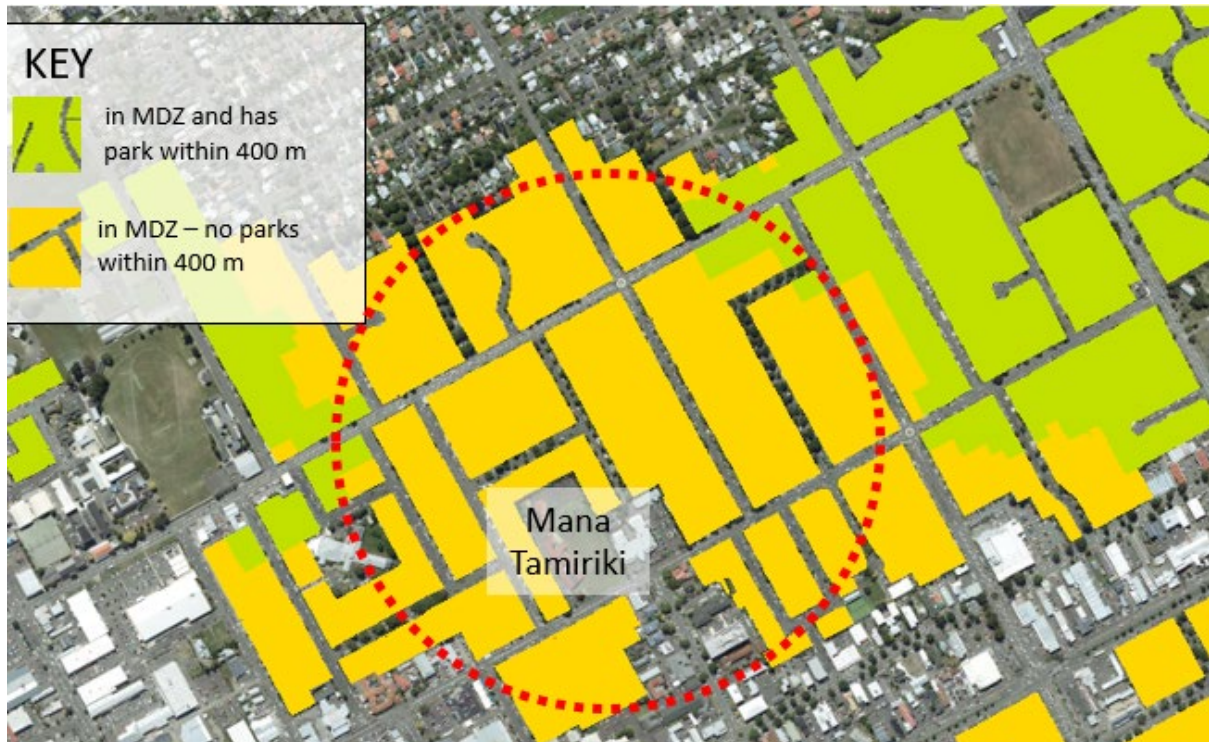 KEY
in MDZ and has
park within 400 m
in MDZ – no parks
within 400 m
Mana
Tamiriki